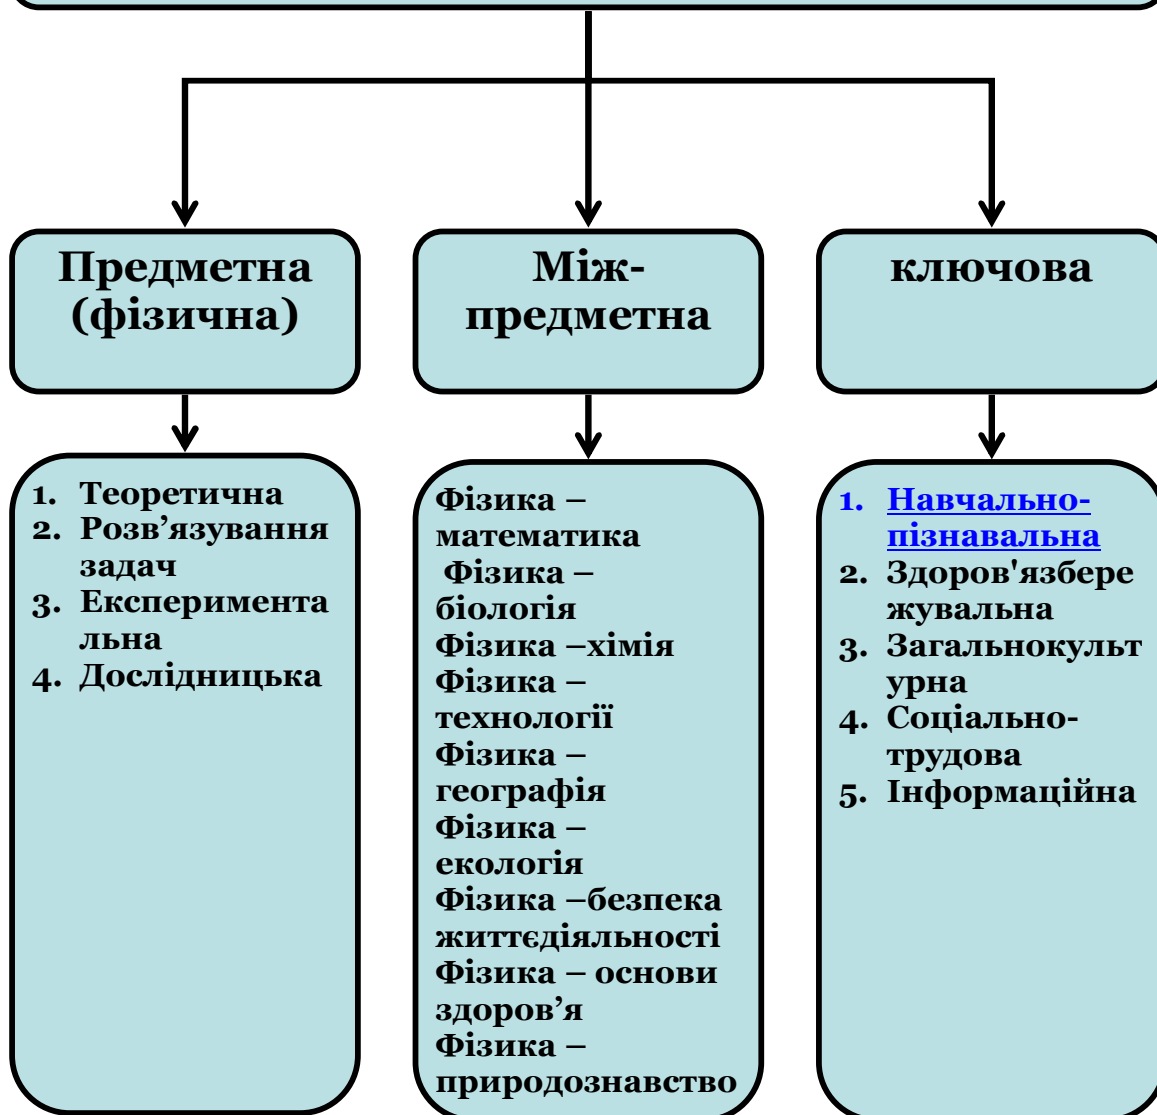 Предметна
(фізична)
Між-
предметна
ключова
1. Теоретична
2. Розв’язування
задач
3. Експеримента
льна
4. Дослідницька
Фізика –
математика
Фізика –
біологія
Фізика –хімія
Фізика –
технології
Фізика –
географія
Фізика –
екологія
Фізика –безпека
життєдіяльності
Фізика – основи
здоров’я
Фізика –
природознавство
1. Навчально-
пізнавальна
2. Здоров'язбере
жувальна
3. Загальнокульт
урна
4. Соціально-
трудова
5. Інформаційна